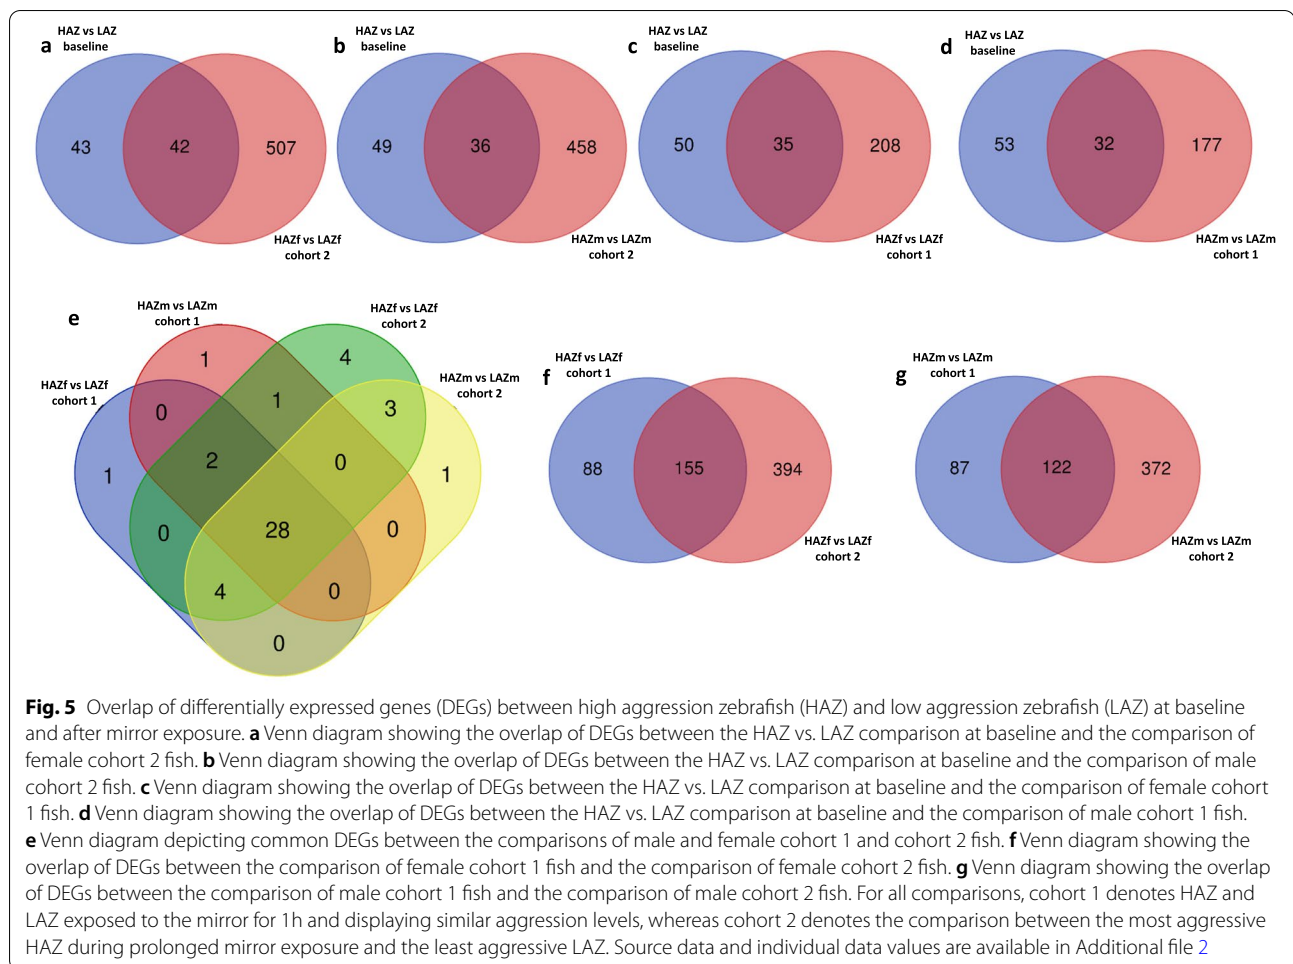 HAZ vs LAZ
baseline
a
43
42
507
HAZf vs LAZf
cohort 2
HAZ vs LAZ
baseline
b
49
36
458
HAZm vs LAZm
cohort 2
HAZ vs LAZ
baseline
c
50
35
208
HAZf vs LAZf
cohort 1
HAZ vs LAZ
baseline
d
53
32
177
HAZm vs LAZm
cohort 1
e
HAZm vs LAZm
cohort 1
HAZf vs LAZf
cohort 2
HAZf vs LAZf
cohort 1
HAZm vs LAZm
cohort 2
1
4
0
1
3
1
2
0
1
0
28
0
4
0
0
f
HAZf vs LAZf
cohort 1
88
155
394
HAZf vs LAZf
cohort 2
g
HAZm vs LAZm
cohort 1
87
122
372
HAZm vs LAZm
cohort 2
Fig. 5 Overlap of differentially expressed genes (DEGs) between high aggression zebrafish (HAZ) and low aggression zebrafish (LAZ) at baseline
and after mirror exposure. a Venn diagram showing the overlap of DEGs between the HAZ vs. LAZ comparison at baseline and the comparison of
female cohort 2 fish. b Venn diagram showing the overlap of DEGs between the HAZ vs. LAZ comparison at baseline and the comparison of male
cohort 2 fish. c Venn diagram showing the overlap of DEGs between the HAZ vs. LAZ comparison at baseline and the comparison of female cohort
1 fish. d Venn diagram showing the overlap of DEGs between the HAZ vs. LAZ comparison at baseline and the comparison of male cohort 1 fish.
e Venn diagram depicting common DEGs between the comparisons of male and female cohort 1 and cohort 2 fish. f Venn diagram showing the
overlap of DEGs between the comparison of female cohort 1 fish and the comparison of female cohort 2 fish. g Venn diagram showing the overlap
of DEGs between the comparison of male cohort 1 fish and the comparison of male cohort 2 fish. For all comparisons, cohort 1 denotes HAZ and
LAZ exposed to the mirror for 1h and displaying similar aggression levels, whereas cohort 2 denotes the comparison between the most aggressive
HAZ during prolonged mirror exposure and the least aggressive LAZ. Source data and individual data values are available in Additional file 2